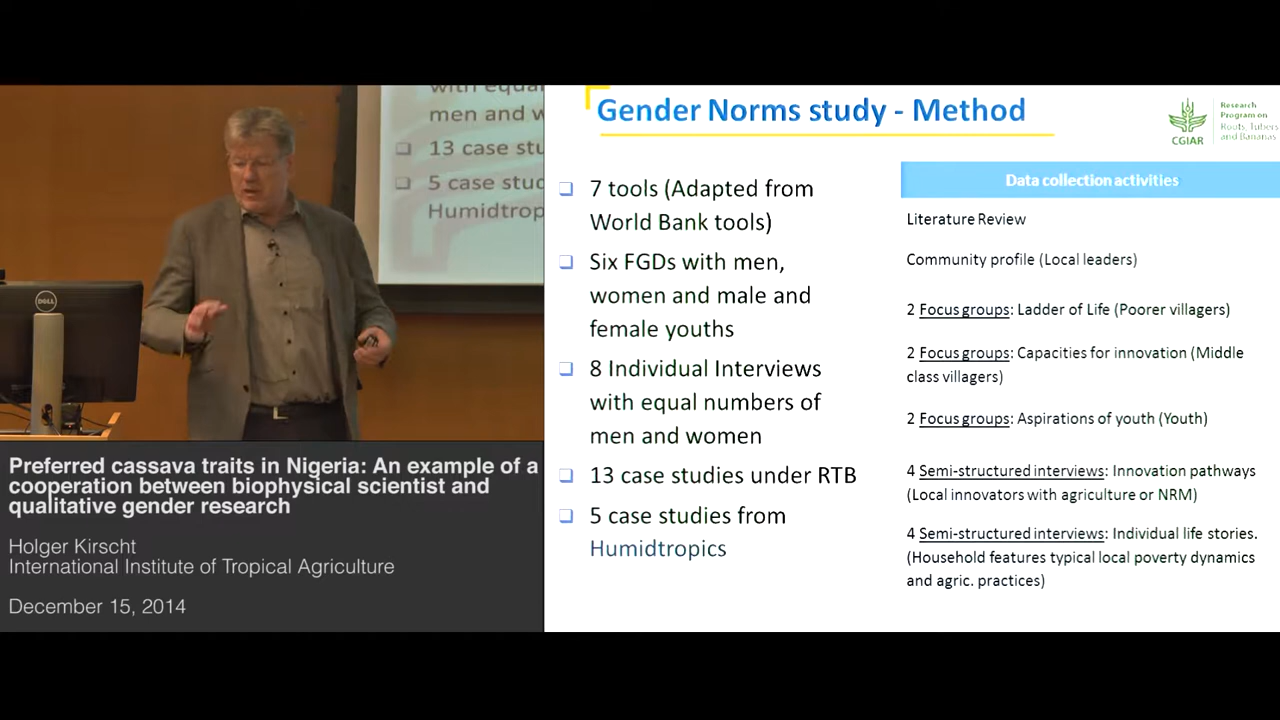 with equal
men and w
13 case stu
5 case stud
Humidtrop
DELL
Preferred cassava traits in Nigeria: An example of a
cooperation between biophysical scientist and
qualitative gender research
Holger Kirscht
International Institute of Tropical Agriculture
December 15, 2014
Gender Norms study - Method
CGIAR
Research
Program on
Roots, Tubers
and Bananas
7 tools (Adapted from
World Bank tools)
Six FGDs with men,
women and male and
female youths
8 Individual Interviews
with equal numbers of
men and women
13 case studies under RTB
5 case studies from
Humidtropics
Data collection activities
Literature Review
Community profile (Local leaders)
2 Focus groups: Ladder of Life (Poorer villagers)
2 Focus groups: Capacities for innovation (Middle
class villagers)
2 Focus groups: Aspirations of youth (Youth)
4 Semi-structured interviews: Innovation pathways
(Local innovators with agriculture or NRM)
4 Semi-structured interviews: Individual life stories.
(Household features typical local poverty dynamics
and agric. practices)